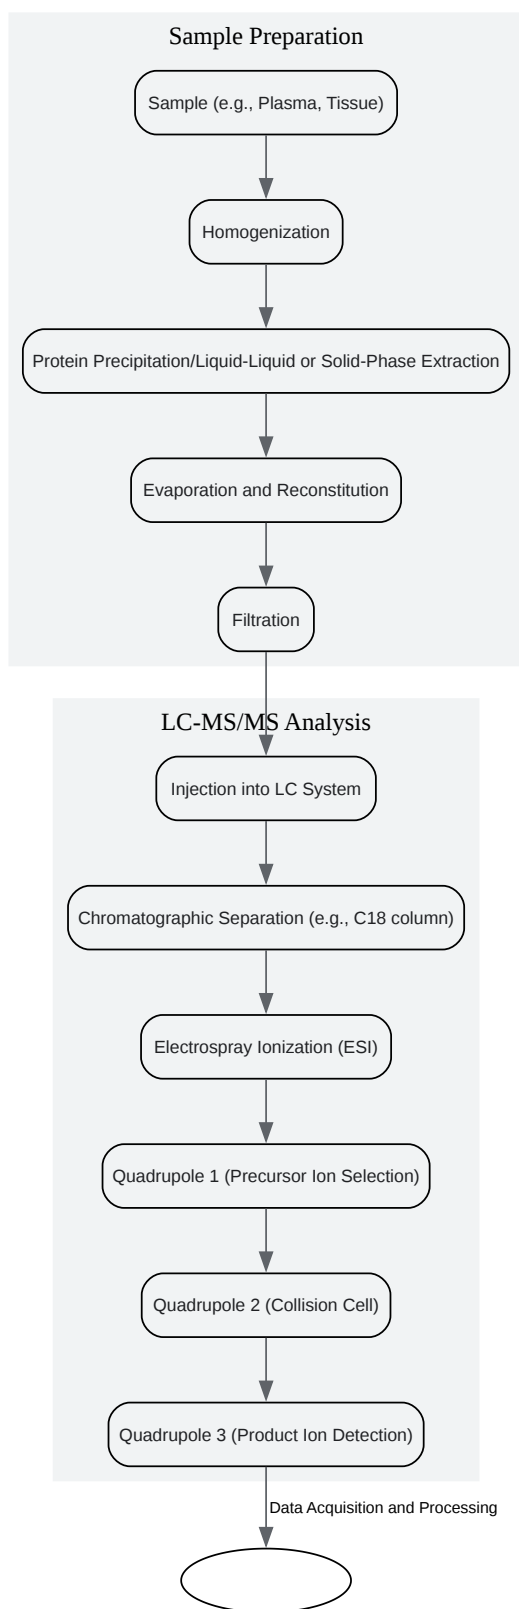 Sample Preparation
Sample (e.g., Plasma, Tissue)
Homogenization
Protein Precipitation/Liquid-Liquid or Solid-Phase Extraction
Evaporation and Reconstitution
Filtration
LC-MS/MS Analysis
Injection into LC System
Chromatographic Separation (e.g., C18 column)
Electrospray Ionization (ESI)
Quadrupole 1 (Precursor Ion Selection)
Quadrupole 2 (Collision Cell)
Quadrupole 3 (Product Ion Detection)
Data Acquisition and Processing